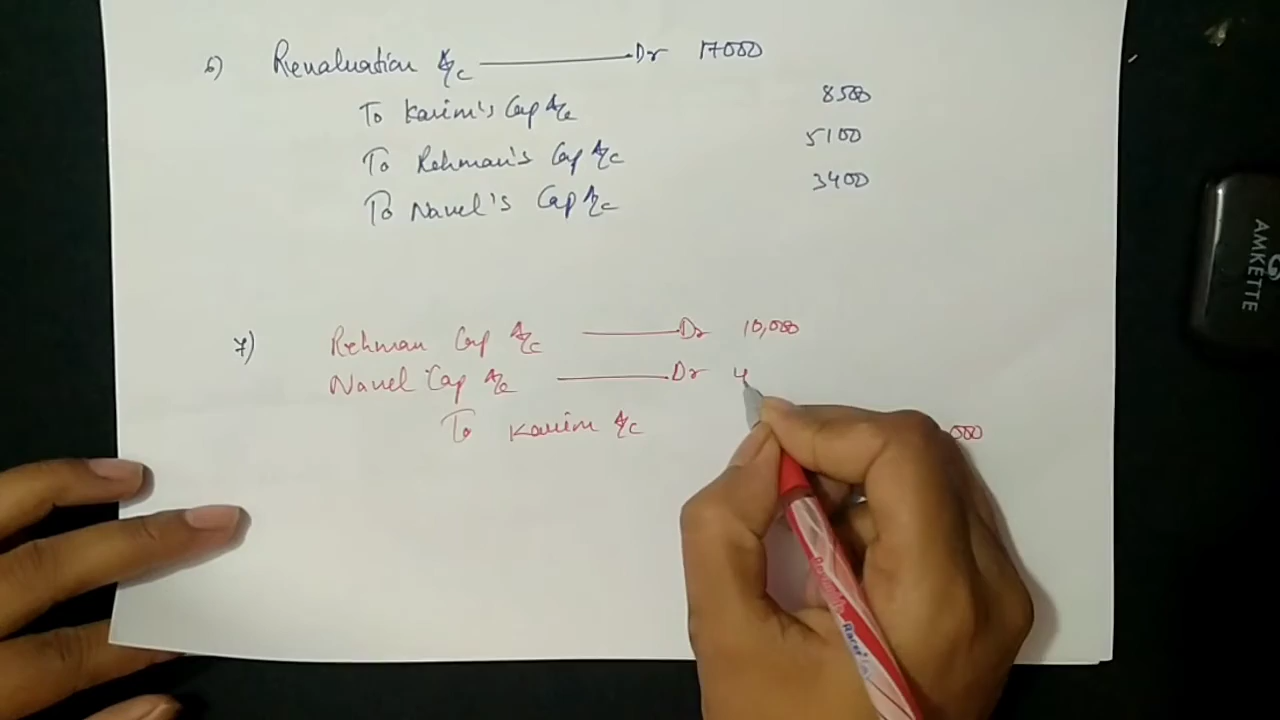 6) Revaluation A/c ——— Dr 17000
To Karim's Cap A/c 8500
To Rehman's Cap A/c 5100
To Navel's Cap A/c 3400
7) Rehman Cap A/c ——— Dr 10,000
Navel Cap A/c ——— Dr 4
To Karim A/c 000
AMKETTE